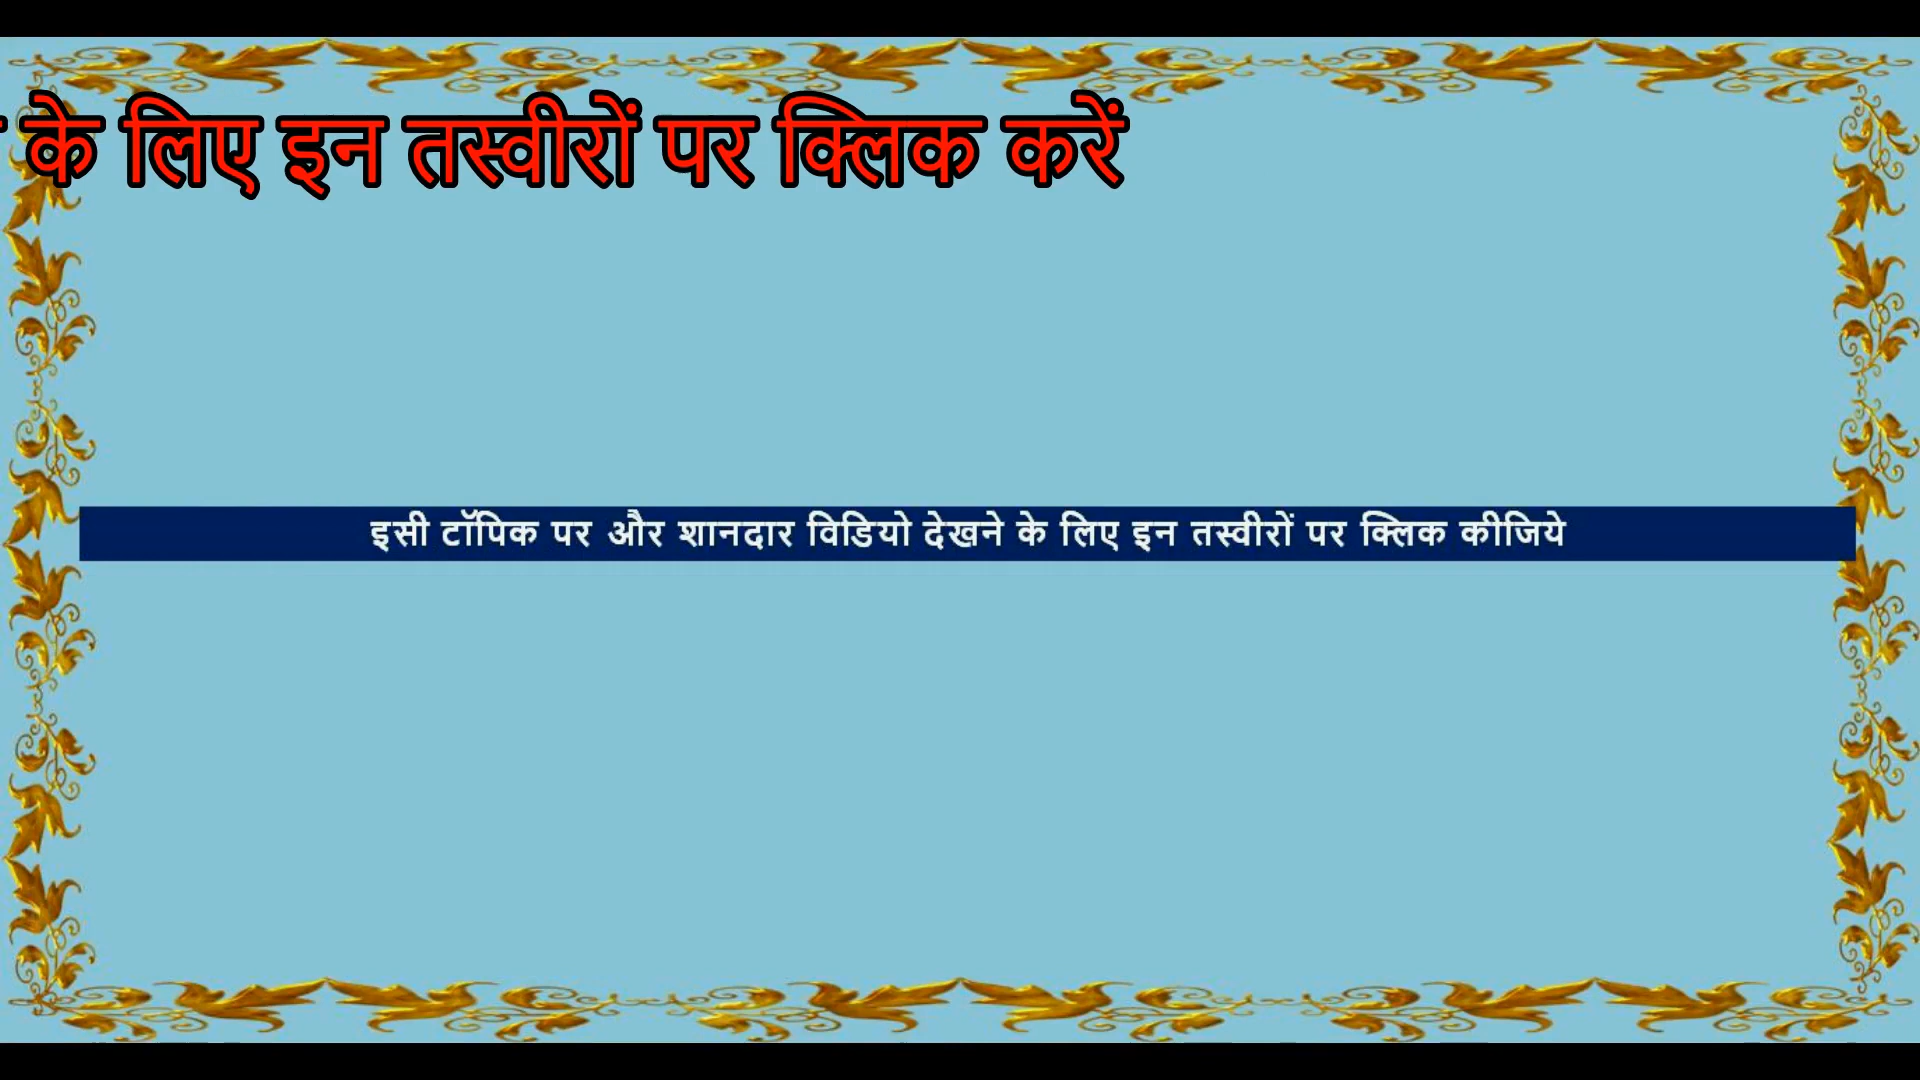 के लिए इन तस्वीरों पर क्लिक करें
इसी टॉपिक पर और शानदार विडियो देखने के लिए इन तस्वीरों पर क्लिक कीजिये